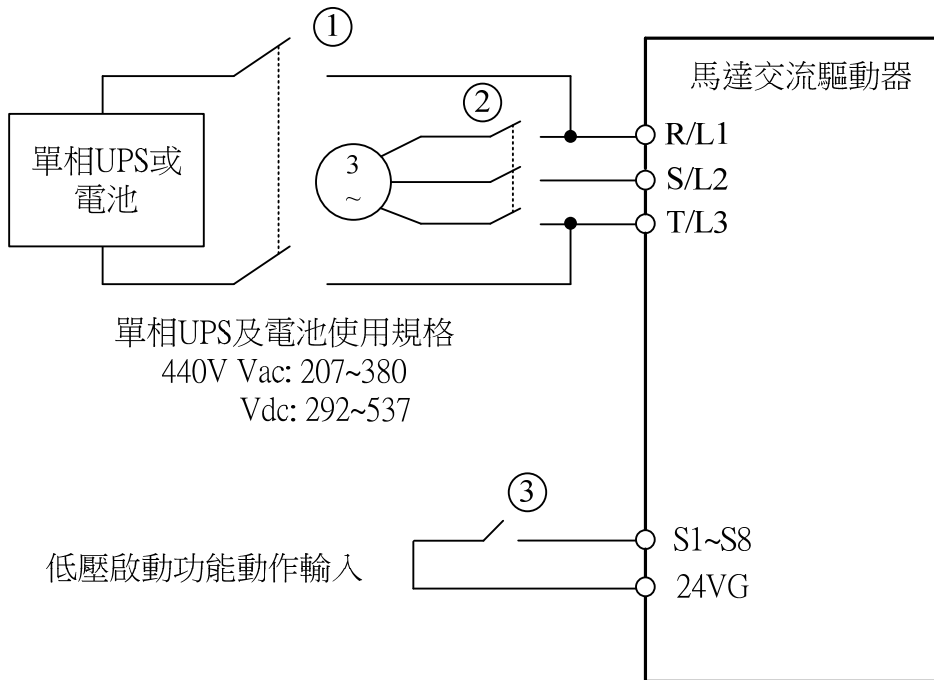 ①
馬達交流驅動器
②
單相UPS或
電池
3
~
R/L1
S/L2
T/L3
單相UPS及電池使用規格
440V Vac: 207~380
Vdc: 292~537
③
低壓啟動功能動作輸入
S1~S8
24VG